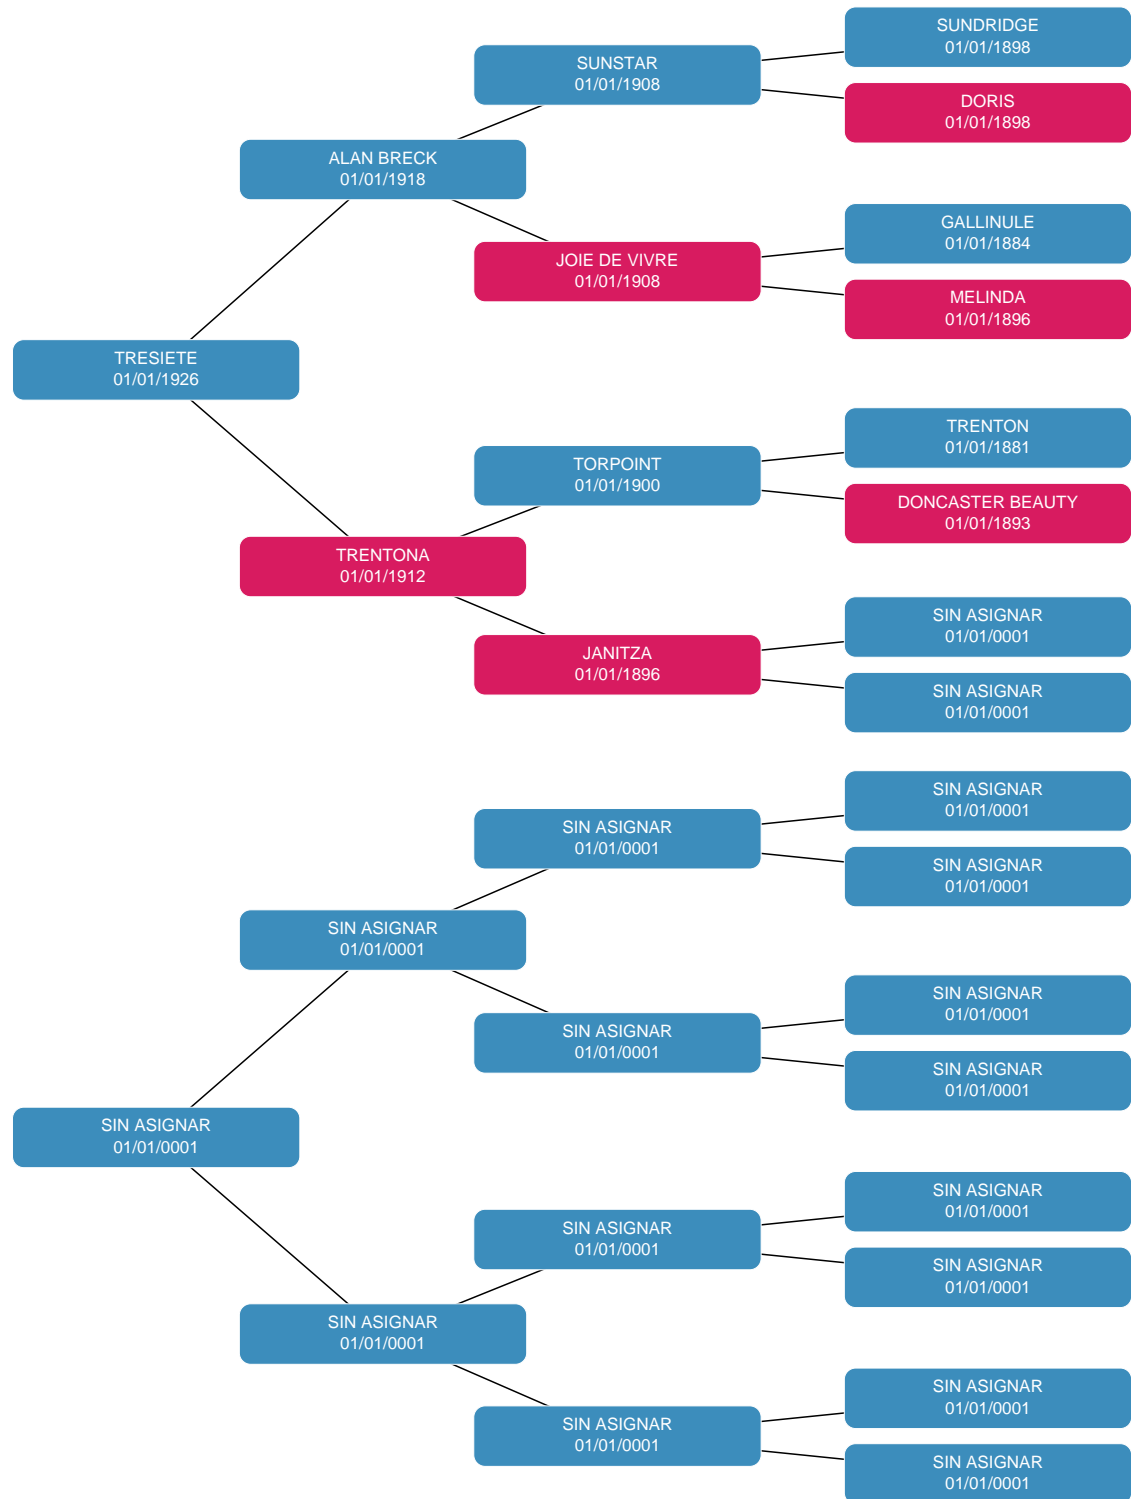 SUNDRIDGE
01/01/1898
SUNSTAR
01/01/1908
DORIS
01/01/1898
ALAN BRECK
01/01/1918
GALLINULE
01/01/1884
JOIE DE VIVRE
01/01/1908
MELINDA
01/01/1896
TRESIETE
01/01/1926
TRENTON
01/01/1881
TORPOINT
01/01/1900
DONCASTER BEAUTY
01/01/1893
TRENTONA
01/01/1912
SIN ASIGNAR
01/01/0001
JANITZA
01/01/1896
SIN ASIGNAR
01/01/0001
SIN ASIGNAR
01/01/0001
SIN ASIGNAR
01/01/0001
SIN ASIGNAR
01/01/0001
SIN ASIGNAR
01/01/0001
SIN ASIGNAR
01/01/0001
SIN ASIGNAR
01/01/0001
SIN ASIGNAR
01/01/0001
SIN ASIGNAR
01/01/0001
SIN ASIGNAR
01/01/0001
SIN ASIGNAR
01/01/0001
SIN ASIGNAR
01/01/0001
SIN ASIGNAR
01/01/0001
SIN ASIGNAR
01/01/0001
SIN ASIGNAR
01/01/0001
SIN ASIGNAR
01/01/0001